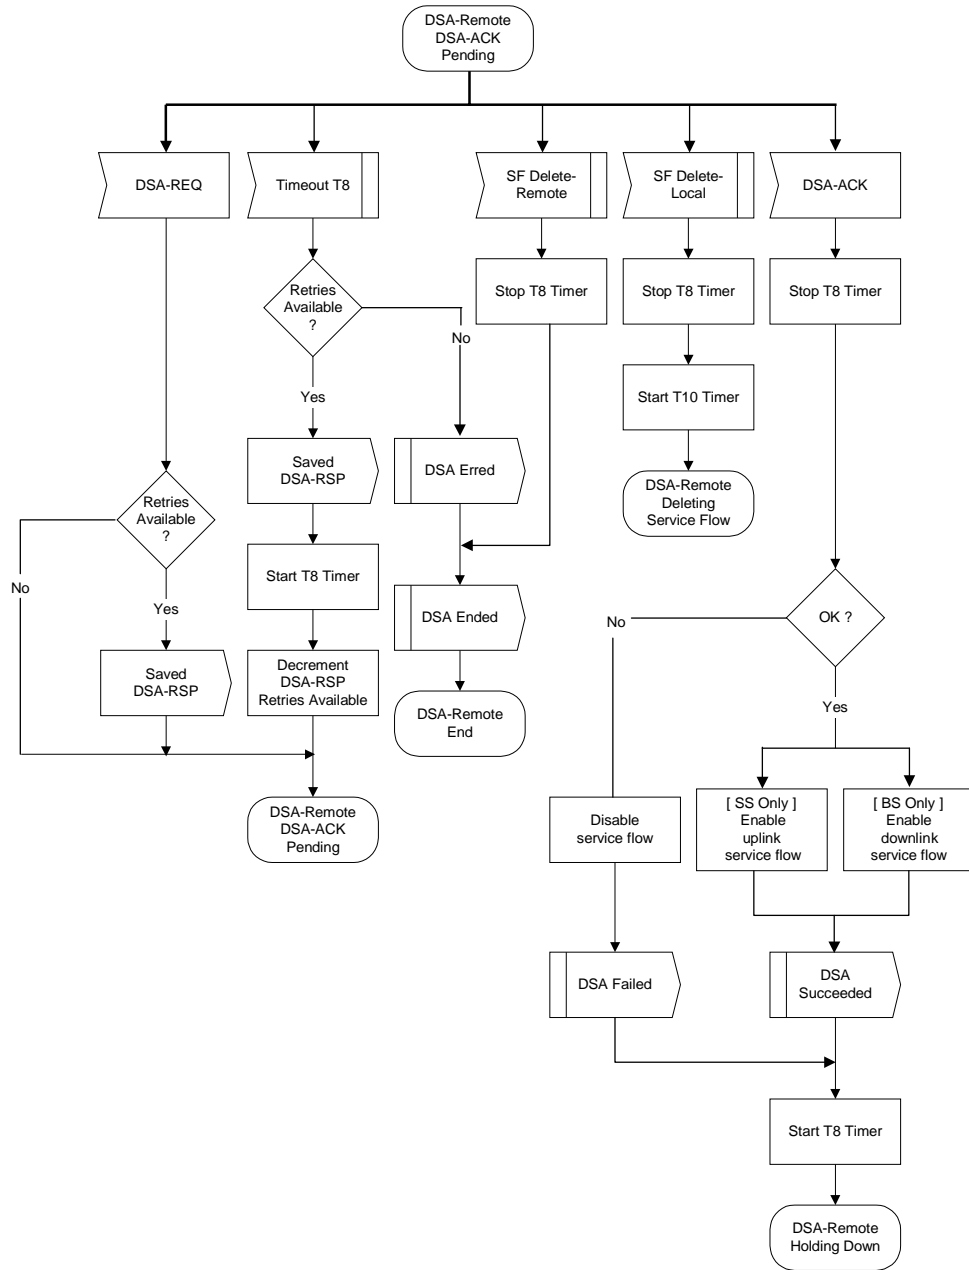 DSA-Remote
DSA-ACK
Pending
DSA-REQ
Timeout T8
SF Delete-
Remote
SF Delete-
Local
DSA-ACK
Retries
Available
?
Stop T8 Timer
Stop T8 Timer
Stop T8 Timer
No
Yes
Start T10 Timer
Saved
DSA-RSP
DSA Erred
DSA-Remote
Deleting
Service Flow
Retries
Available
?
No
Yes
Start T8 Timer
DSA Ended
OK ?
No
Yes
Saved
DSA-RSP
Decrement
DSA-RSP
Retries Available
DSA-Remote
End
DSA-Remote
DSA-ACK
Pending
Disable
service flow
[ SS Only ]
Enable
uplink
service flow
[ BS Only ]
Enable
downlink
service flow
DSA Failed
DSA
Succeeded
Start T8 Timer
DSA-Remote
Holding Down